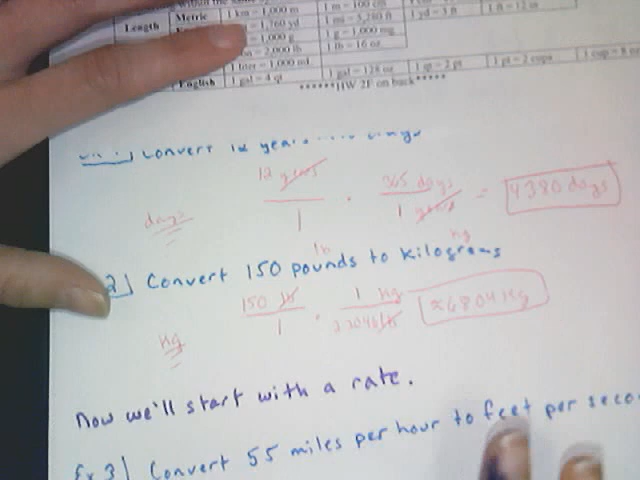 Metric 1 km = 1,000 m 1 m = 100 cm
Length = 1,760 yd 1 mi = 5,280 ft 1 yd = 3 ft 1 ft = 12 in
= 1,000 g 1 g = 1,000 mg
= 2,000 lb 1 lb = 16 oz
1 liter = 1,000 mL
English 1 gal = 4 qt 1 gal = 128 oz 1 qt = 2 pt 1 pt = 2 cups 1 cup = 8 oz
******HW 2F on back*****
Convert 12 years
days 12 years / 1 · 365 days / 1 years = 4380 days
lb kg
2] Convert 150 pounds to kilograms
kg 150 lb / 1 · 1 kg / 2.2046 lb ≈ 68.04 kg
Now we'll start with a rate.
Ex 3] Convert 55 miles per hour to feet per seco